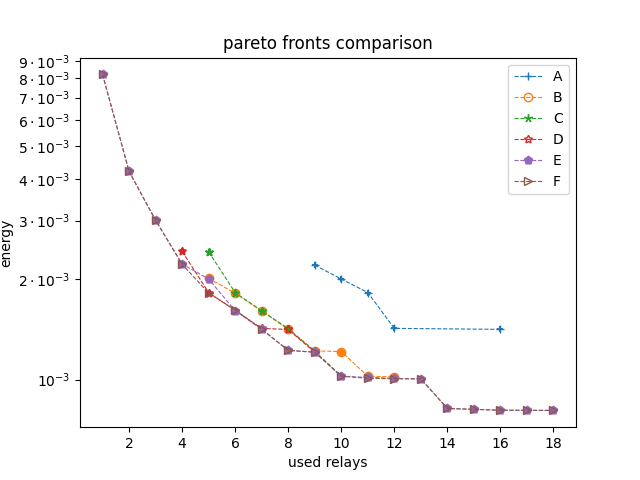 pareto fronts comparison
9·10⁻³
8·10⁻³
7·10⁻³
6·10⁻³
5·10⁻³
4·10⁻³
3·10⁻³
2·10⁻³
10⁻³
energy
A
B
C
D
E
F
2 4 6 8 10 12 14 16 18
used relays